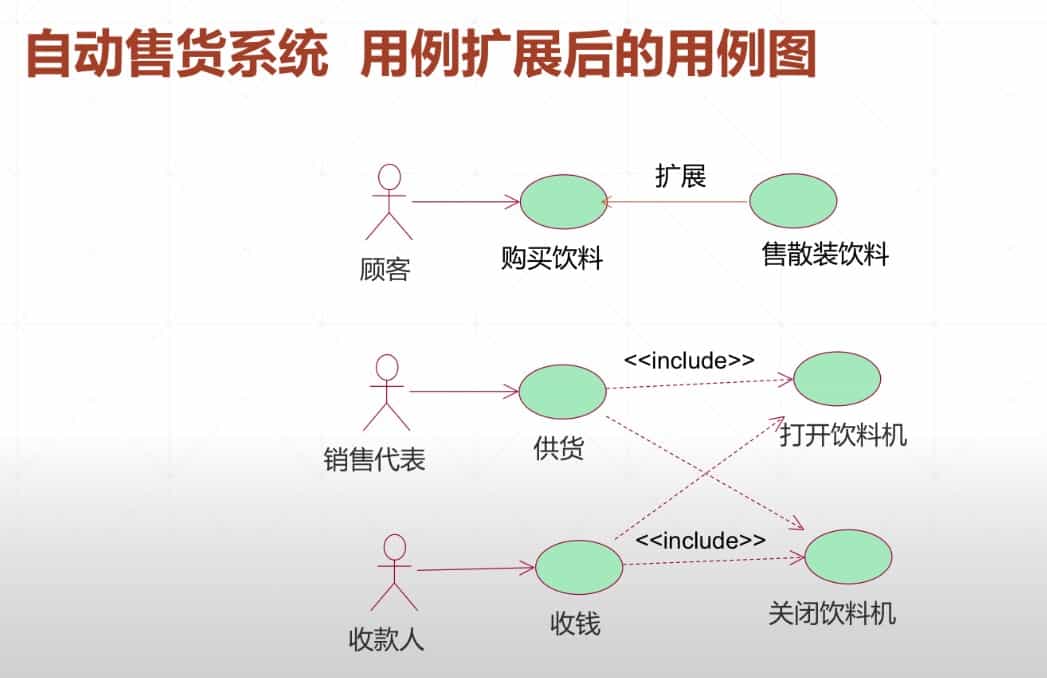 自动售货系统 用例扩展后的用例图
扩展
顾客
购买饮料
售散装饮料
<<include>>
销售代表
供货
打开饮料机
<<include>>
收款人
收钱
关闭饮料机